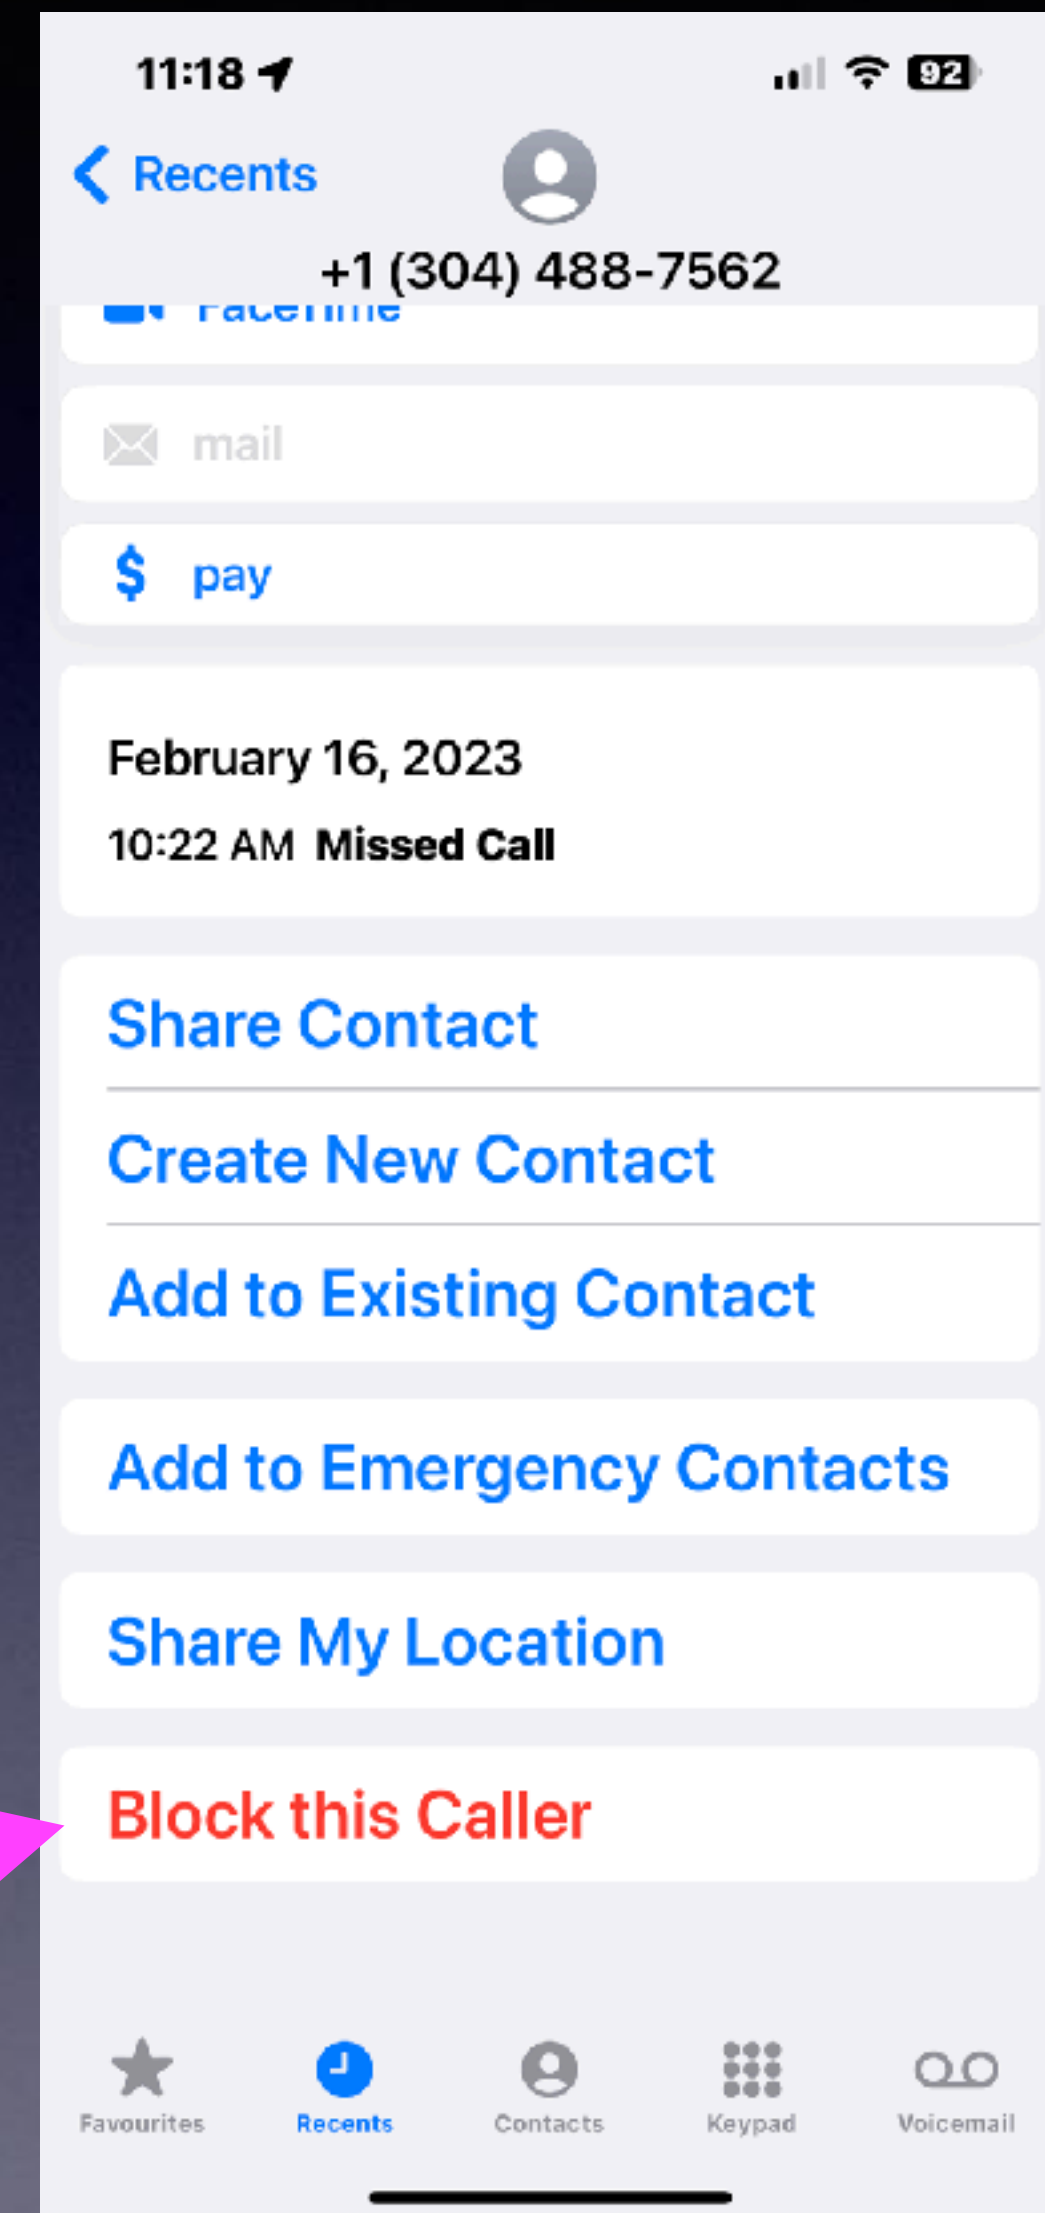 11:18
92
Recents
+1 (304) 488-7562
FaceTime
mail
$ pay
February 16, 2023
10:22 AM Missed Call
Share Contact
Create New Contact
Add to Existing Contact
Add to Emergency Contacts
Share My Location
Block this Caller
Favourites Recents Contacts Keypad Voicemail